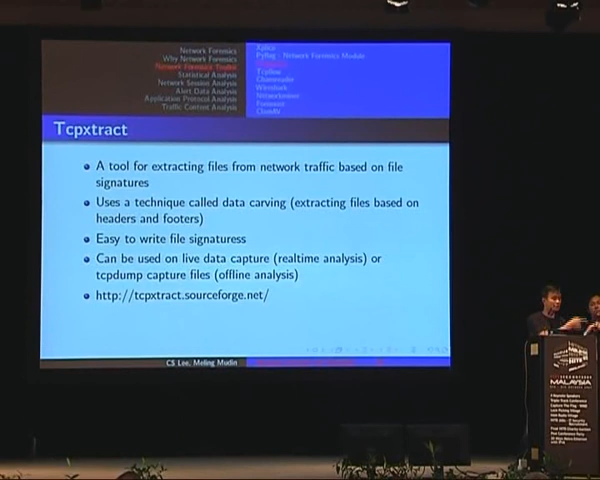 Network Forensics
Why Network Forensics
Network Forensics Toolkit
Statistical Analysis
Network Session Analysis
Alert Data Analysis
Application Protocol Analysis
Traffic Content Analysis
Xplico
Pyflag - Network Forensics Module
Tcpflow
Chaosreader
Wireshark
Networkminer
Foremost
Tcpxtract
A tool for extracting files from network traffic based on file
signatures
Uses a technique called data carving (extracting files based on
headers and footers)
Easy to write file signaturess
Can be used on live data capture (realtime analysis) or
tcpdump capture files (offline analysis)
http://tcpxtract.sourceforge.net/
CS Lee, Meling Mudin
MALAYSIA